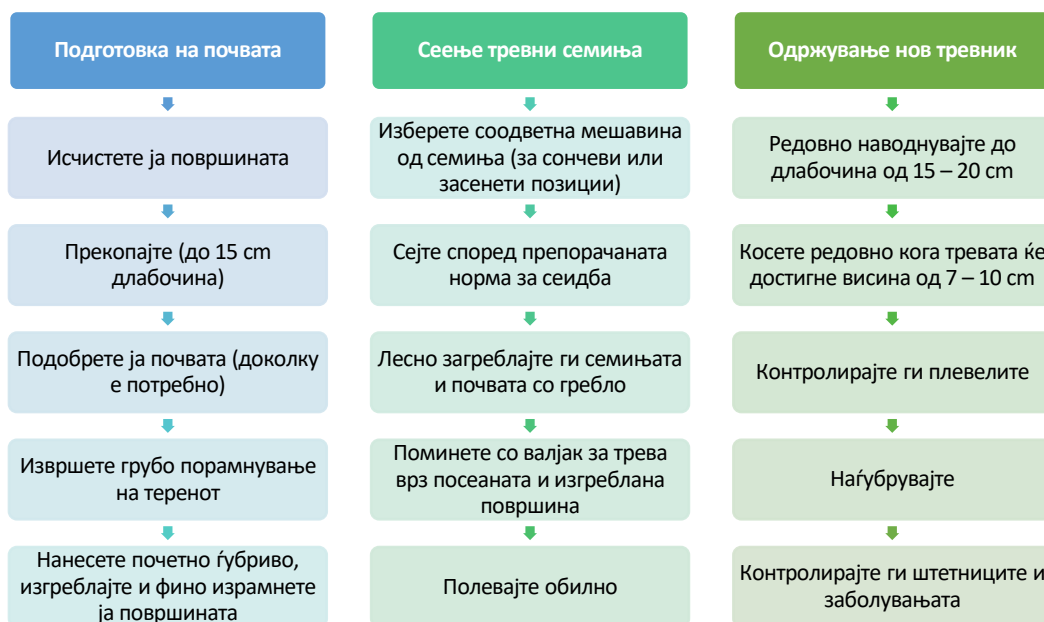 Подготовка на почвата
Исчистете ја површината
Прекопајте (до 15 cm
длабочина)
Подобрете ја почвата (доколку
е потребно)
Извршете грубо порамнување
на теренот
Нанесете почетно ѓубриво,
изгреблајте и фино израмнете
ја површината
Сеење тревни семиња
Изберете соодветна мешавина
од семиња (за сончеви или
засенети позиции)
Сејте според препорачаната
норма за сеидба
Лесно загреблајте ги семињата
и почвата со гребло
Поминете со валјак за трева
врз посеаната и изгреблана
површина
Полевајте обилно
Одржување нов тревник
Редовно наводнувајте до
длабочина од 15 – 20 cm
Косете редовно кога тревата ќе
достигне висина од 7 – 10 cm
Контролирајте ги плевелите
Наѓубрувајте
Контролирајте ги штетниците и
заболувањата